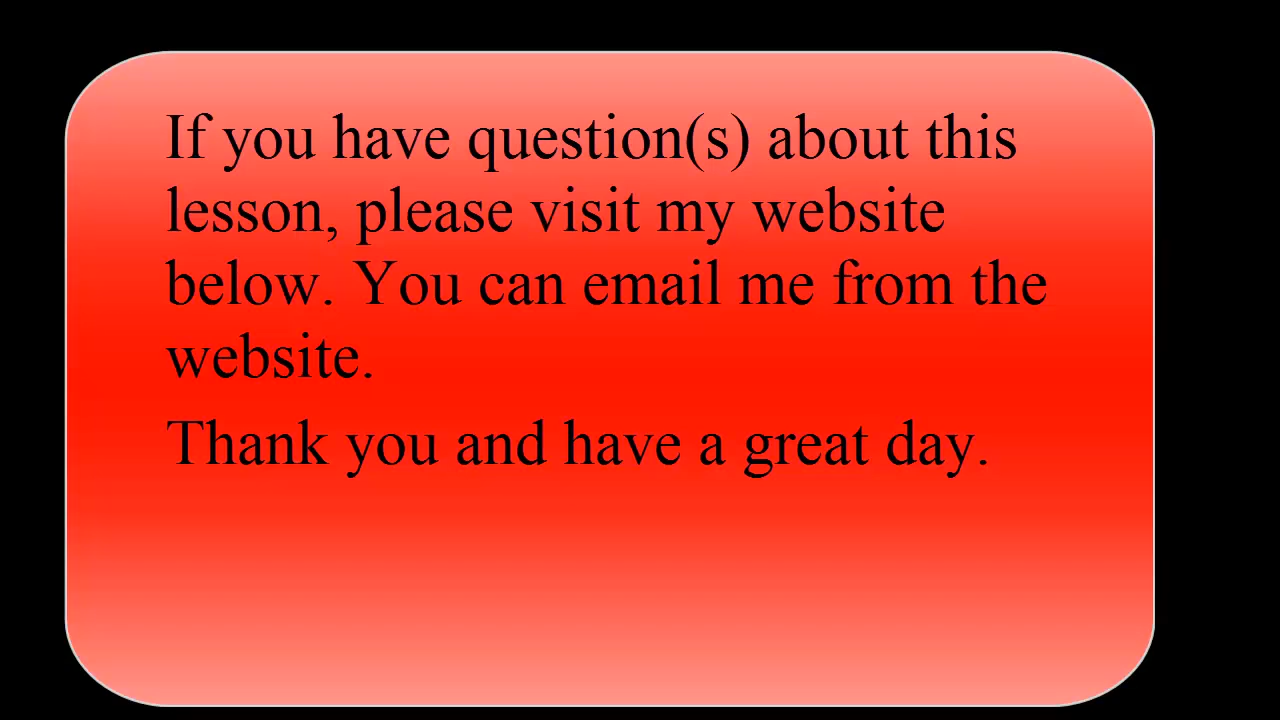 If you have question(s) about this
lesson, please visit my website
below. You can email me from the
website.
Thank you and have a great day.